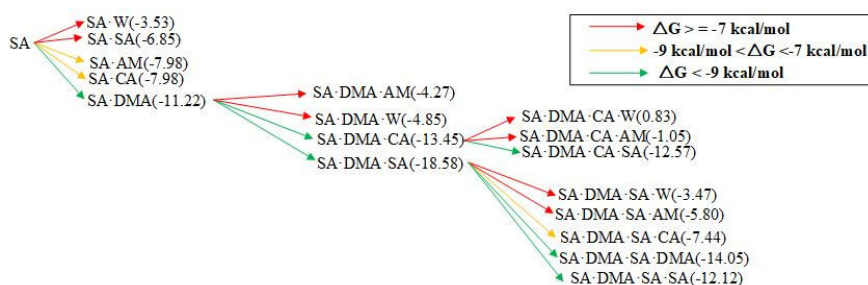 SA
SA·W(-3.53)
SA·SA(-6.85)
SA·AM(-7.98)
SA·CA(-7.98)
SA·DMA(-11.22)
SA·DMA·AM(-4.27)
SA·DMA·W(-4.85)
SA·DMA·CA(-13.45)
SA·DMA·SA(-18.58)
SA·DMA·CA·W(0.83)
SA·DMA·CA·AM(-1.05)
SA·DMA·CA·SA(-12.57)
SA·DMA·SA·W(-3.47)
SA·DMA·SA·AM(-5.80)
SA·DMA·SA·CA(-7.44)
SA·DMA·SA·DMA(-14.05)
SA·DMA·SA·SA(-12.12)
△G > = -7 kcal/mol
-9 kcal/mol <△G <-7 kcal/mol
△G < -9 kcal/mol